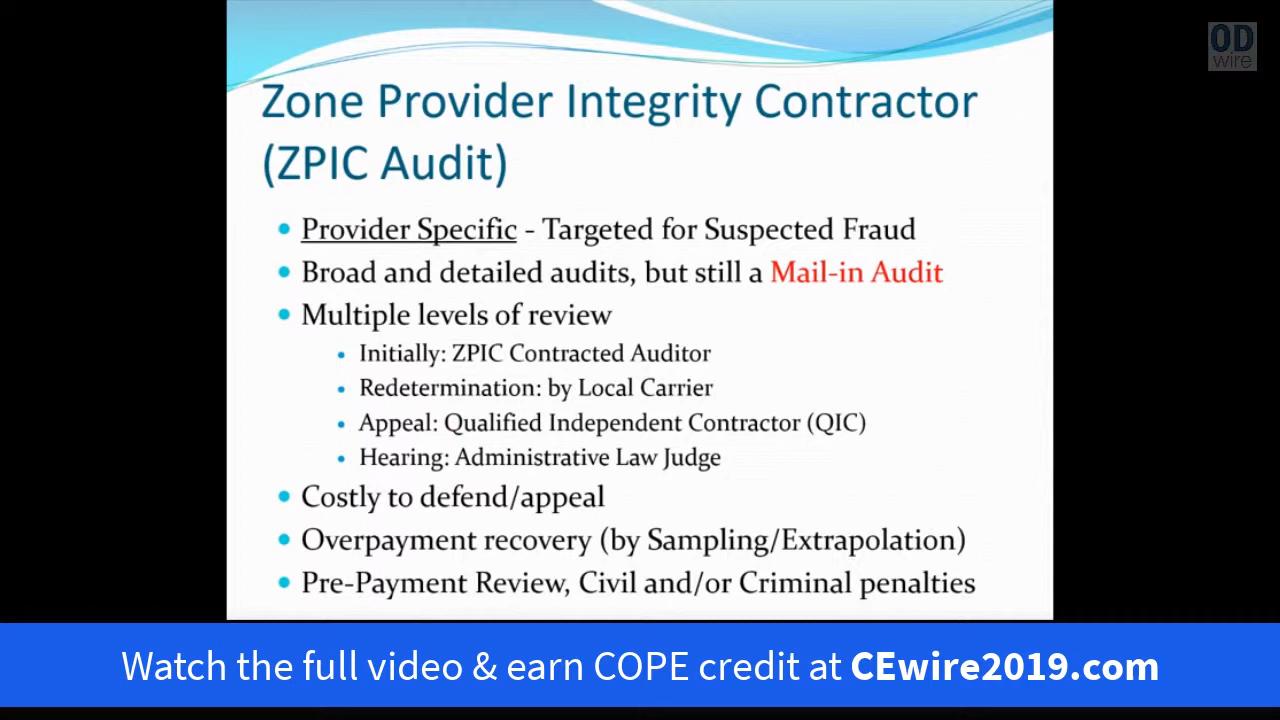 OD
wire
Zone Provider Integrity Contractor
(ZPIC Audit)
Provider Specific - Targeted for Suspected Fraud
Broad and detailed audits, but still a Mail-in Audit
Multiple levels of review
Initially: ZPIC Contracted Auditor
Redetermination: by Local Carrier
Appeal: Qualified Independent Contractor (QIC)
Hearing: Administrative Law Judge
Costly to defend/appeal
Overpayment recovery (by Sampling/Extrapolation)
Pre-Payment Review, Civil and/or Criminal penalties
Watch the full video & earn COPE credit at CEwire2019.com